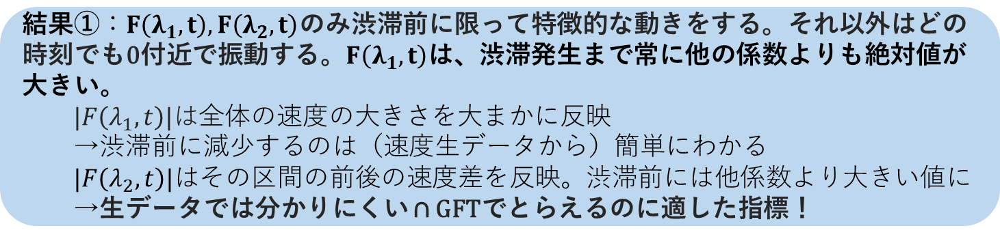 結果①：F(λ₁,t),F(λ₂,t)のみ渋滞前に限って特徴的な動きをする。それ以外はどの
時刻でも0付近で振動する。F(λ₁,t)は、渋滞発生まで常に他の係数よりも絶対値が
大きい。
|F(λ₁,t)|は全体の速度の大きさを大まかに反映
→渋滞前に減少するのは（速度生データから）簡単にわかる
|F(λ₂,t)|はその区間の前後の速度差を反映。渋滞前には他係数より大きい値に
→生データでは分かりにくい∩GFTでとらえるのに適した指標！